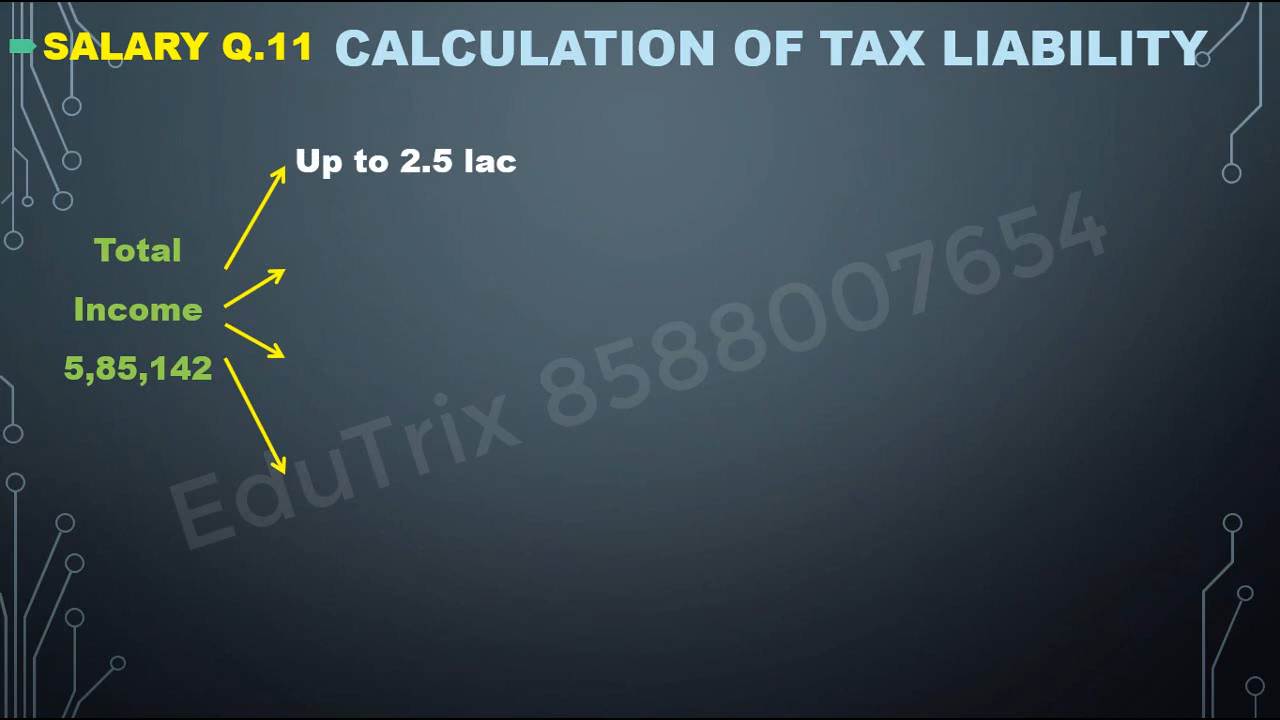 SALARY Q.11 CALCULATION OF TAX LIABILITY
Up to 2.5 lac
Total
Income
5,85,142
EduTrix 8588007654